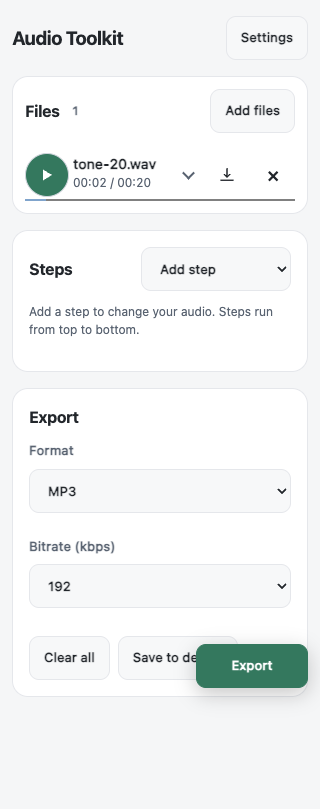 Audio Toolkit
Settings
Files 1
Add files
tone-20.wav
00:02 / 00:20
Steps
Add step
Add a step to change your audio. Steps run
from top to bottom.
Export
Format
MP3
Bitrate (kbps)
192
Clear all
Save to
Export